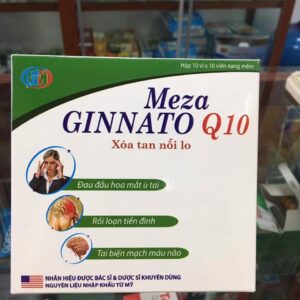 Hộp 10 vỉ x 10 viên nang mềm
Meza
GINNATO Q10
Xóa tan nỗi lo
Đau đầu hoa mắt ù tai
Rối loạn tiền đình
Tai biến mạch máu não
NHÃN HIỆU ĐƯỢC BÁC SĨ & DƯỢC SĨ KHUYÊN DÙNG
NGUYÊN LIỆU NHẬP KHẨU TỪ MỸ